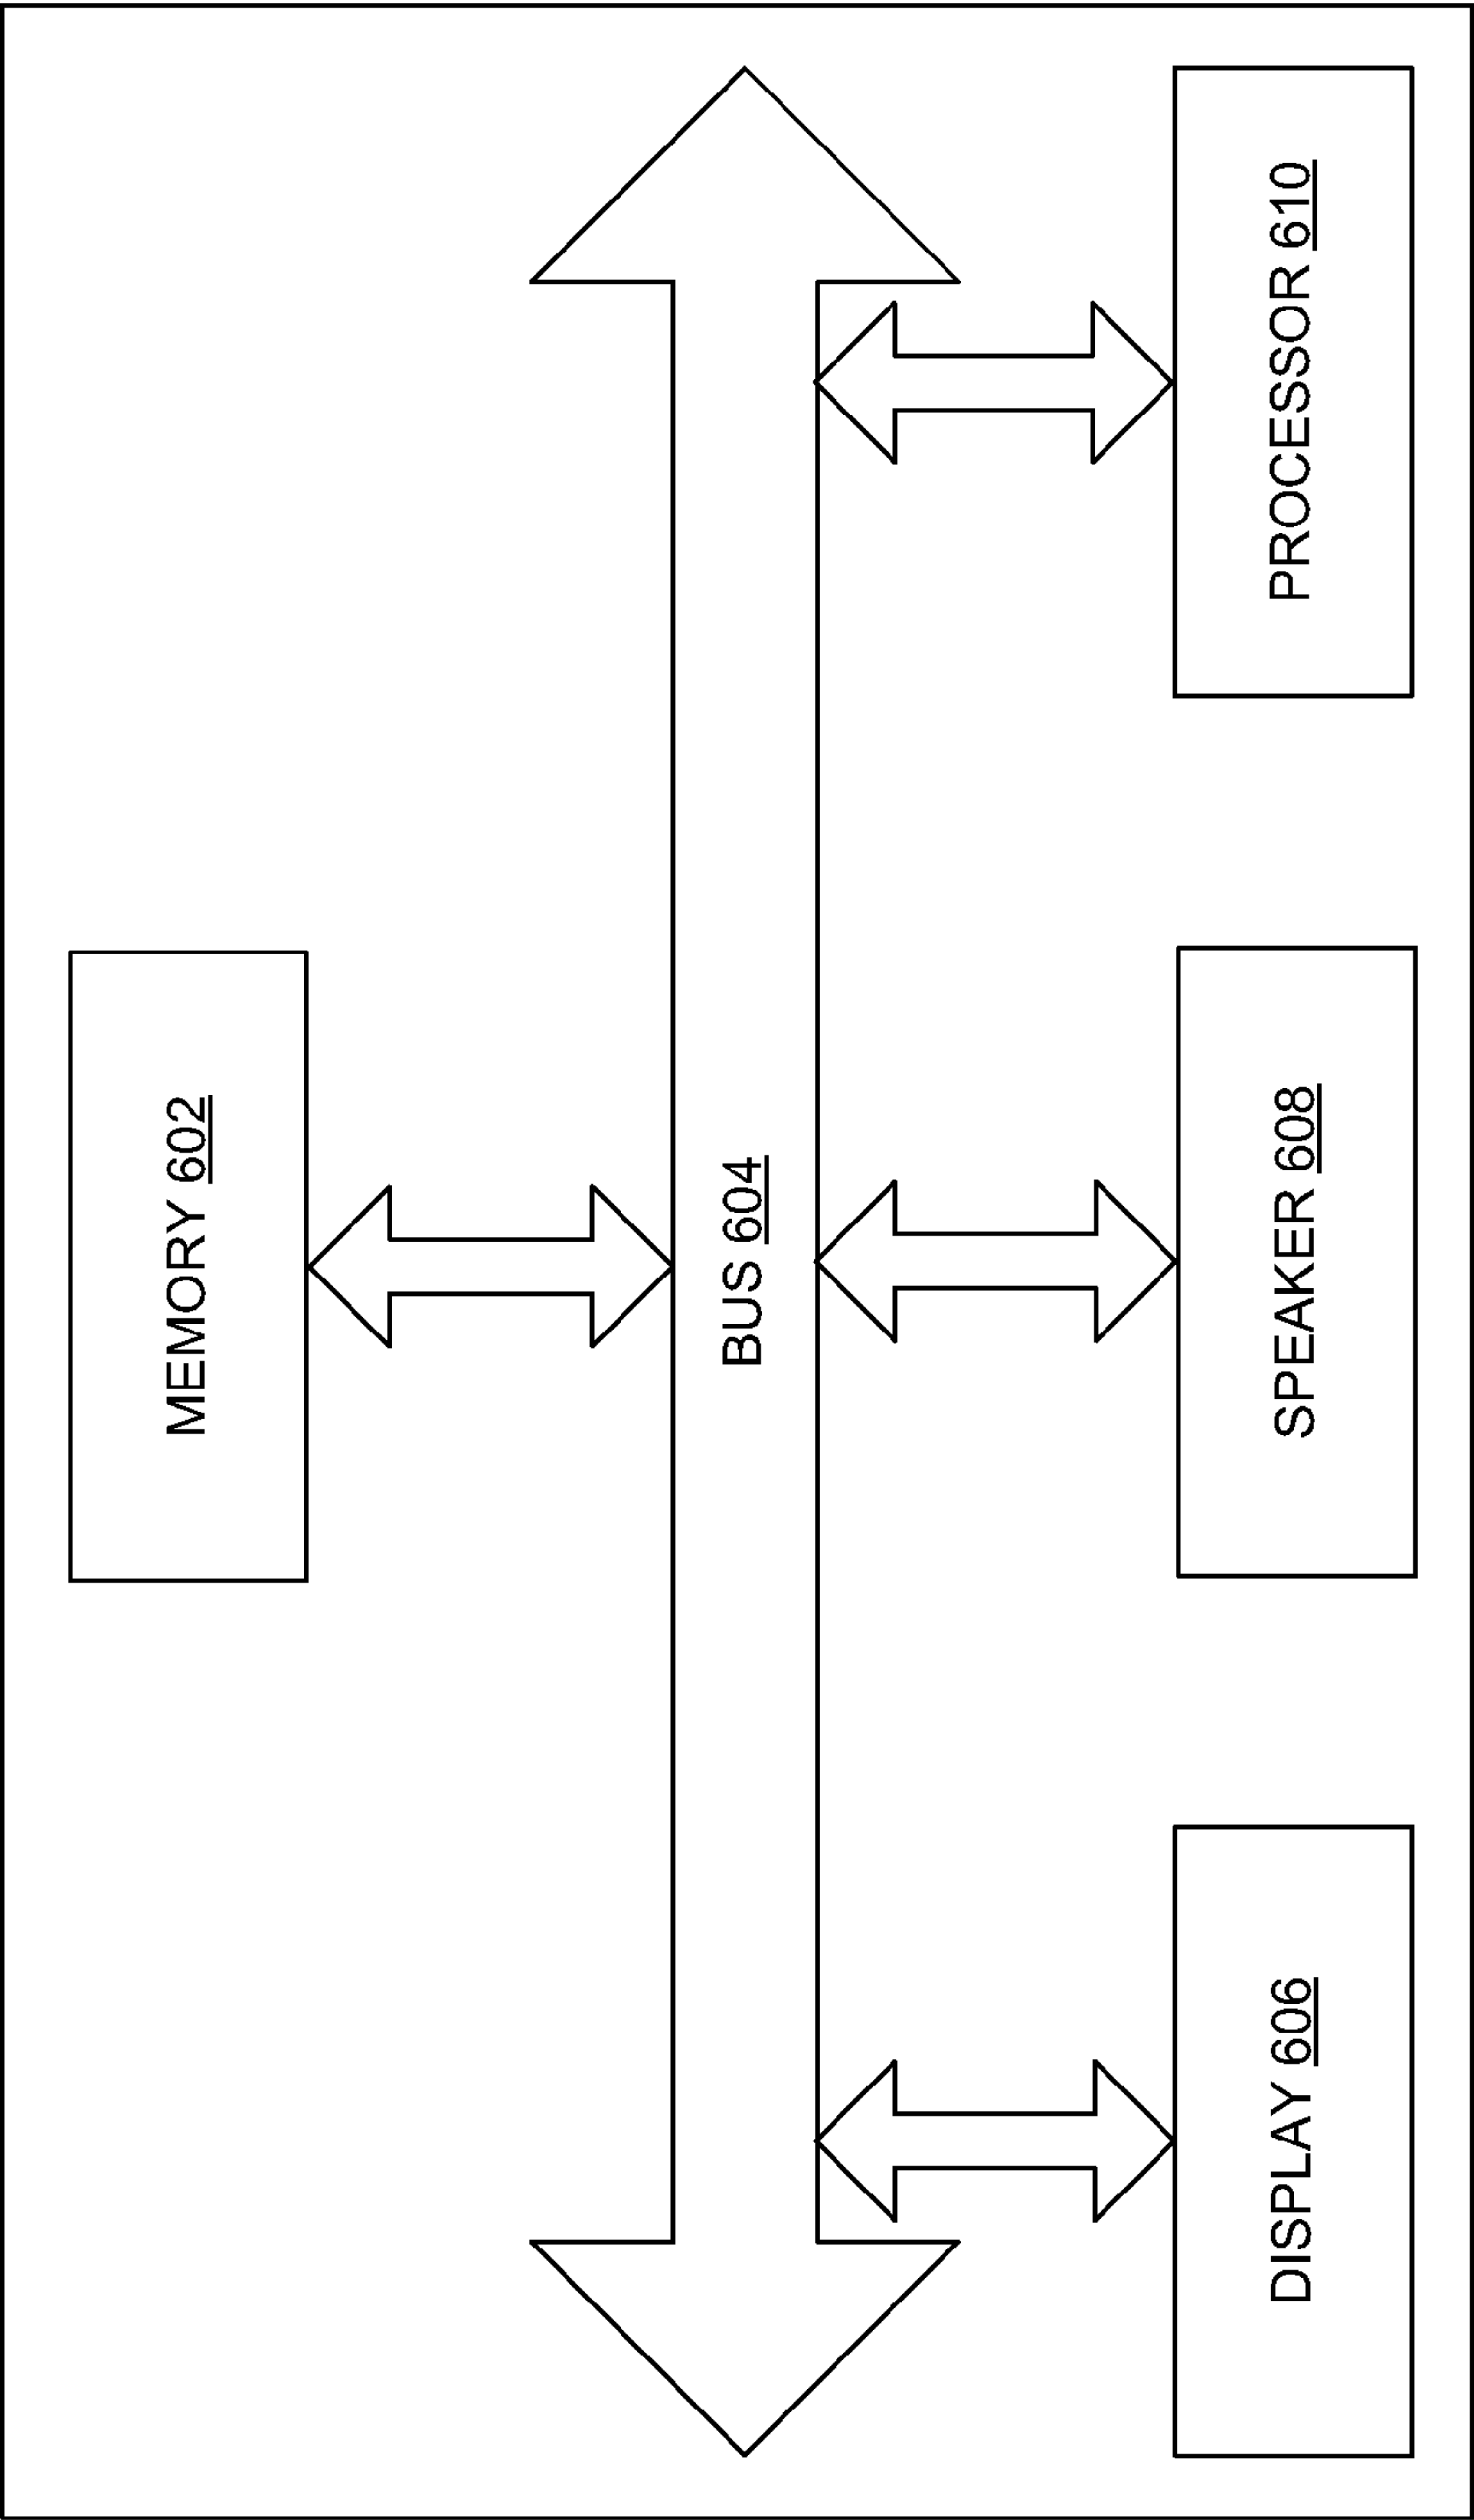 MEMORY 602
BUS 604
DISPLAY 606
SPEAKER 608
PROCESSOR 610